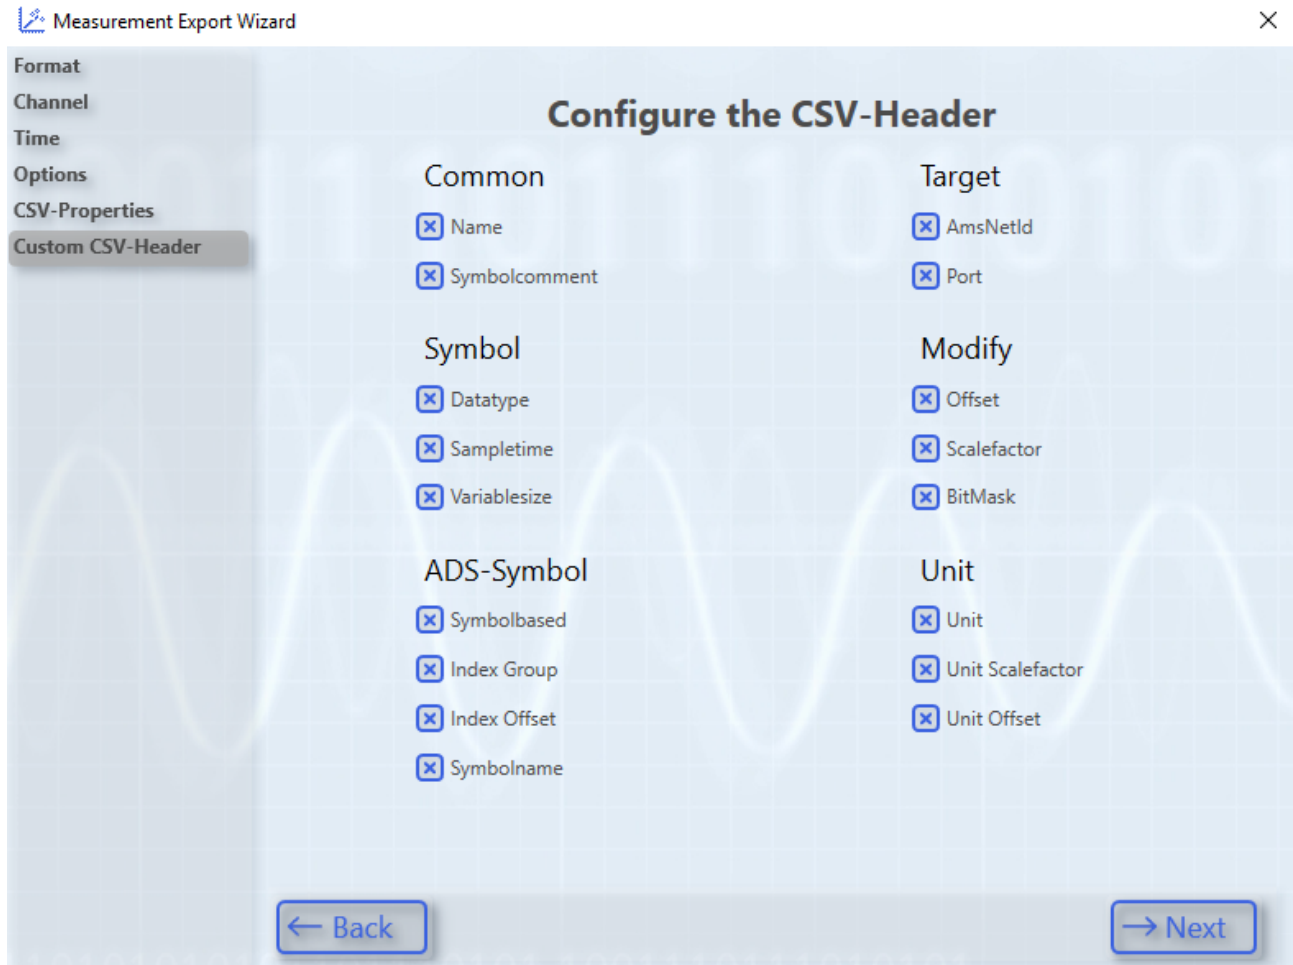 Measurement Export Wizard
Format
Channel
Time
Options
CSV-Properties
Custom CSV-Header
Configure the CSV-Header
Common
Name
Symbolcomment
Target
AmsNetId
Port
Symbol
Datatype
Sampletime
Variablesize
Modify
Offset
Scalefactor
BitMask
ADS-Symbol
Symbolbased
Index Group
Index Offset
Symbolname
Unit
Unit
Unit Scalefactor
Unit Offset
Back
Next